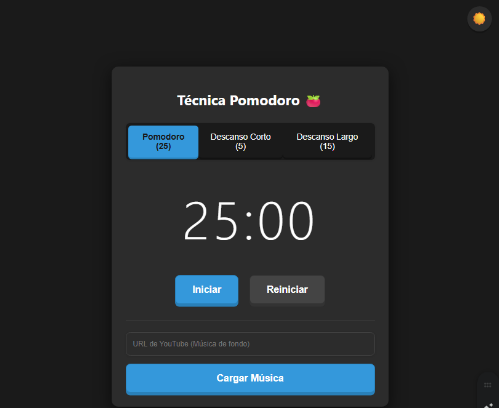 Técnica Pomodoro
Pomodoro
(25)
Descanso Corto
(5)
Descanso Largo
(15)
25:00
Iniciar
Reiniciar
URL de YouTube (Música de fondo)
Cargar Música